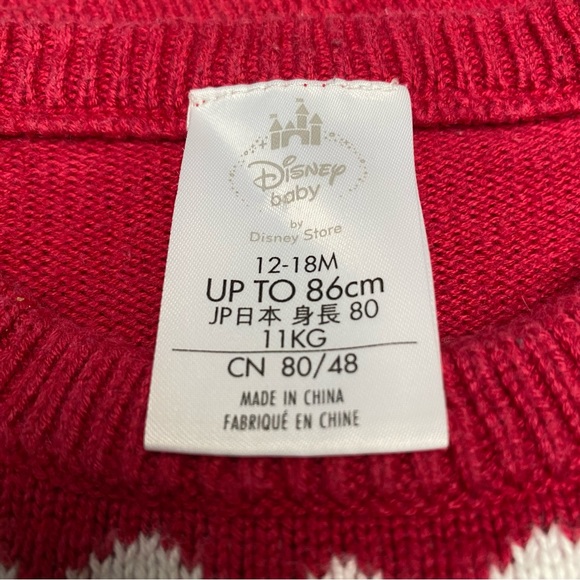 Disney
baby
by
Disney Store
12-18M
UP TO 86cm
JP日本 身長 80
11KG
CN 80/48
MADE IN CHINA
FABRIQUÉ EN CHINE